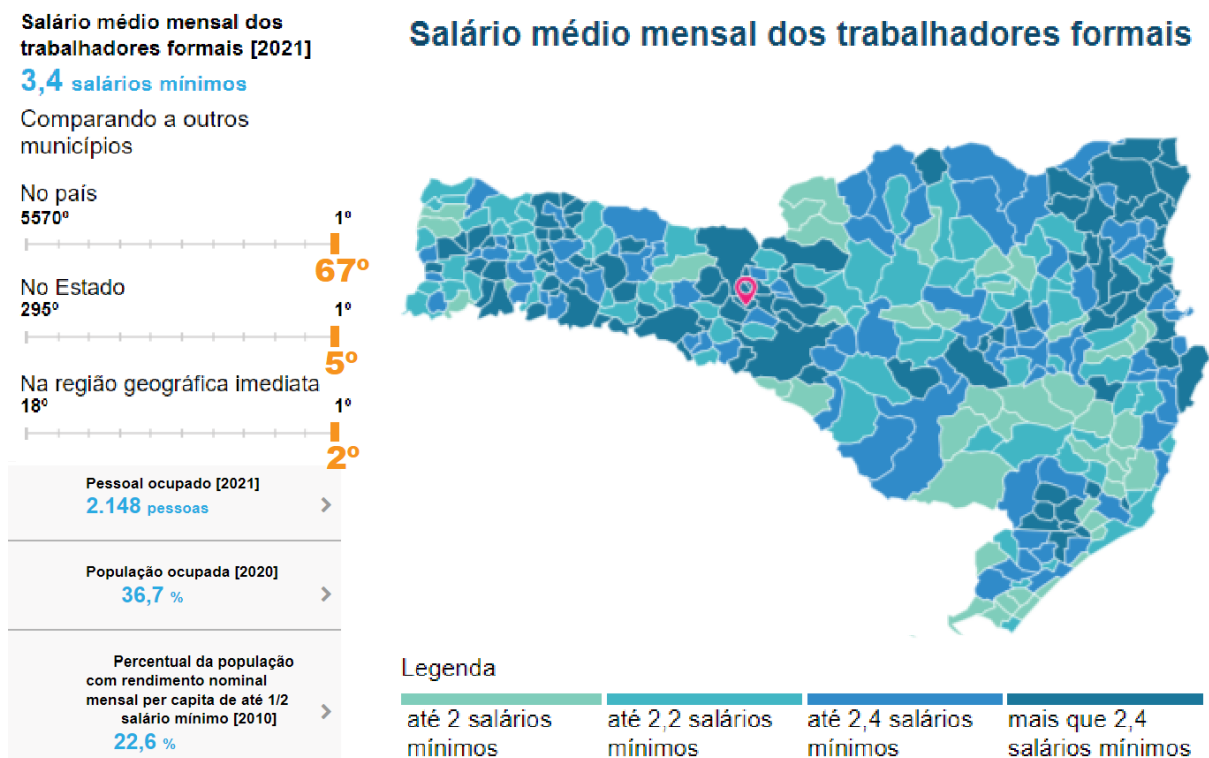 Salário médio mensal dos
trabalhadores formais [2021]
3,4 salários mínimos
Comparando a outros
municípios
No país
5570º 1º
67º
No Estado
295º 1º
5º
Na região geográfica imediata
18º 1º
2º
Pessoal ocupado [2021]
2.148 pessoas
População ocupada [2020]
36,7 %
Percentual da população
com rendimento nominal
mensal per capita de até 1/2
salário mínimo [2010]
22,6 %
Salário médio mensal dos trabalhadores formais
Legenda
até 2 salários
mínimos
até 2,2 salários
mínimos
até 2,4 salários
mínimos
mais que 2,4
salários mínimos